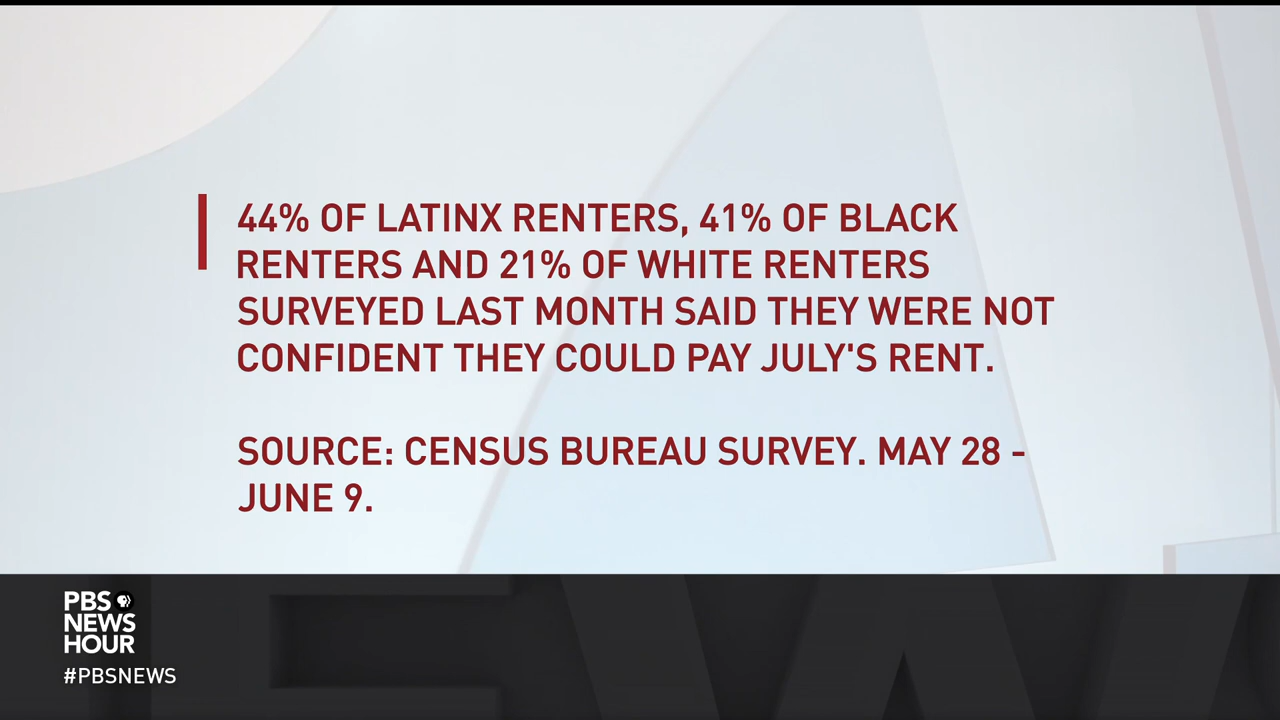 44% OF LATINX RENTERS, 41% OF BLACK
RENTERS AND 21% OF WHITE RENTERS
SURVEYED LAST MONTH SAID THEY WERE NOT
CONFIDENT THEY COULD PAY JULY'S RENT.
SOURCE: CENSUS BUREAU SURVEY. MAY 28 -
JUNE 9.
PBS
NEWS
HOUR
#PBSNEWS